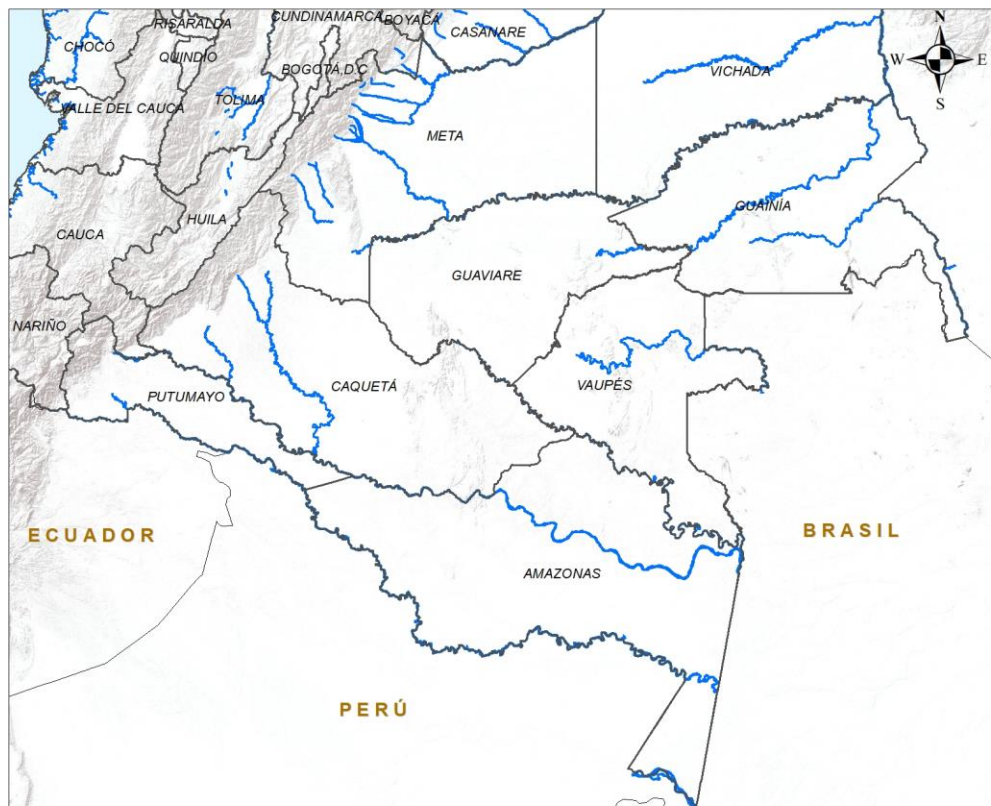 CUNDINAMARCA
BOYACÁ
RISARALDA
CASANARE
N
CHOCÓ
QUINDIO
W
E
BOGOTÁ D.C
VICHADA
TOLIMA
S
VALLE DEL CAUCA
META
GUAINÍA
HUILA
CAUCA
GUAVIARE
NARIÑO
CAQUETÁ
VAUPÉS
PUTUMAYO
ECUADOR
BRASIL
AMAZONAS
PERÚ